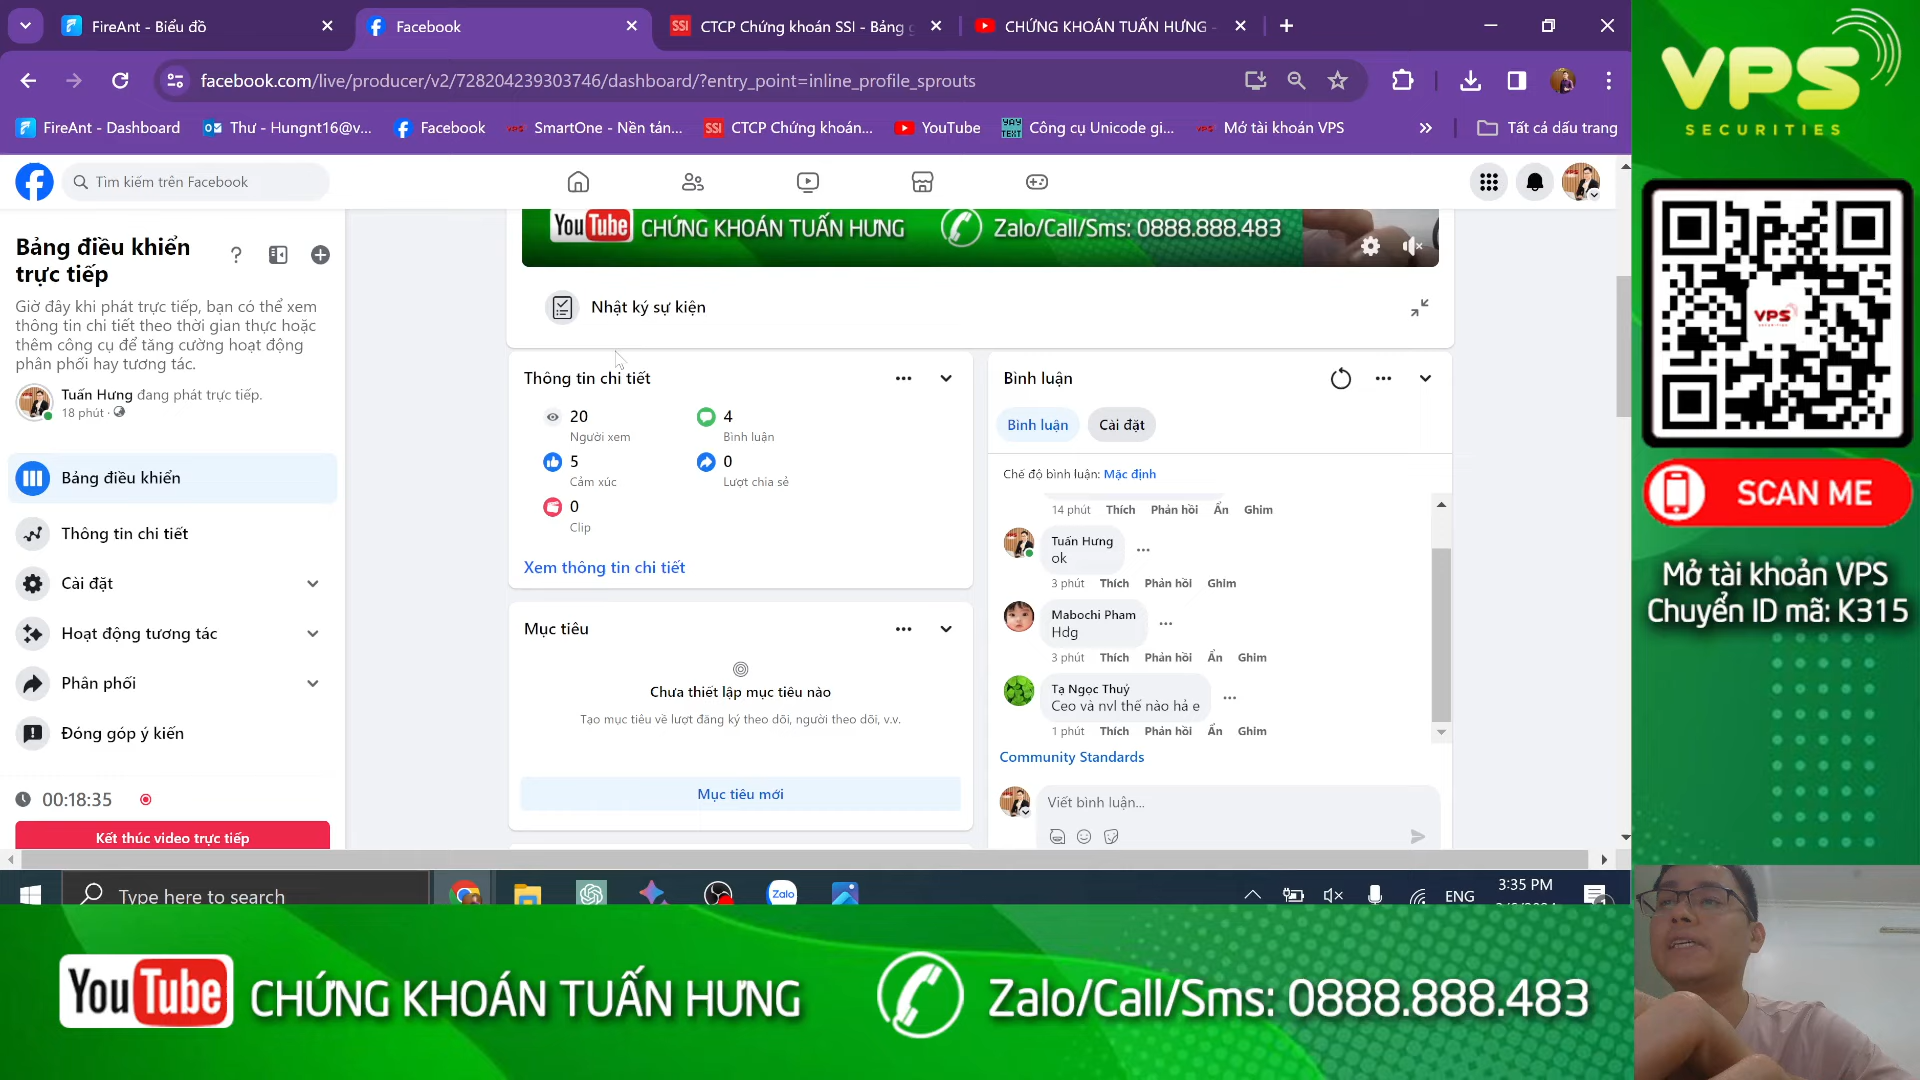 FireAnt - Biểu đồ
Facebook
SSI
CTCP Chứng khoán SSI - Bảng g
CHỨNG KHOÁN TUẤN HƯNG -
facebook.com/live/producer/v2/728204239303746/dashboard/?entry_point=inline_profile_sprouts
FireAnt - Dashboard
Thư - Hungnt16@v...
Facebook
SmartOne - Nền tản...
SSI
CTCP Chứng khoán...
YouTube
YAY TEXT
Công cụ Unicode gi...
Mở tài khoản VPS
»
Tất cả dấu trang
Tìm kiếm trên Facebook
YouTube CHỨNG KHOÁN TUẤN HƯNG
Zalo/Call/Sms: 0888.888.483
Bảng điều khiển
trực tiếp
Giờ đây khi phát trực tiếp, bạn có thể xem
thông tin chi tiết theo thời gian thực hoặc
thêm công cụ để tăng cường hoạt động
phân phối hay tương tác.
Tuấn Hưng đang phát trực tiếp.
18 phút ·
Bảng điều khiển
Thông tin chi tiết
Cài đặt
Hoạt động tương tác
Phân phối
Đóng góp ý kiến
00:18:35
Kết thúc video trực tiếp
Nhật ký sự kiện
Thông tin chi tiết
20
Người xem
4
Bình luận
5
Cảm xúc
0
Lượt chia sẻ
0
Clip
Xem thông tin chi tiết
Mục tiêu
Chưa thiết lập mục tiêu nào
Tạo mục tiêu về lượt đăng ký theo dõi, người theo dõi, v.v.
Mục tiêu mới
Bình luận
Bình luận
Cài đặt
Chế độ bình luận: Mặc định
14 phút Thích Phản hồi Ẩn Ghim
Tuấn Hưng
ok
3 phút Thích Phản hồi Ghim
Mabochi Pham
Hdg
3 phút Thích Phản hồi Ẩn Ghim
Tạ Ngọc Thuý
Ceo và nvl thế nào hả e
1 phút Thích Phản hồi Ẩn Ghim
Community Standards
Viết bình luận...
Type here to search
Zalo
ENG
3:35 PM
VPS
SECURITIES
VPS
SCAN ME
Mở tài khoản VPS
Chuyển ID mã: K315
YouTube CHỨNG KHOÁN TUẤN HƯNG
Zalo/Call/Sms: 0888.888.483